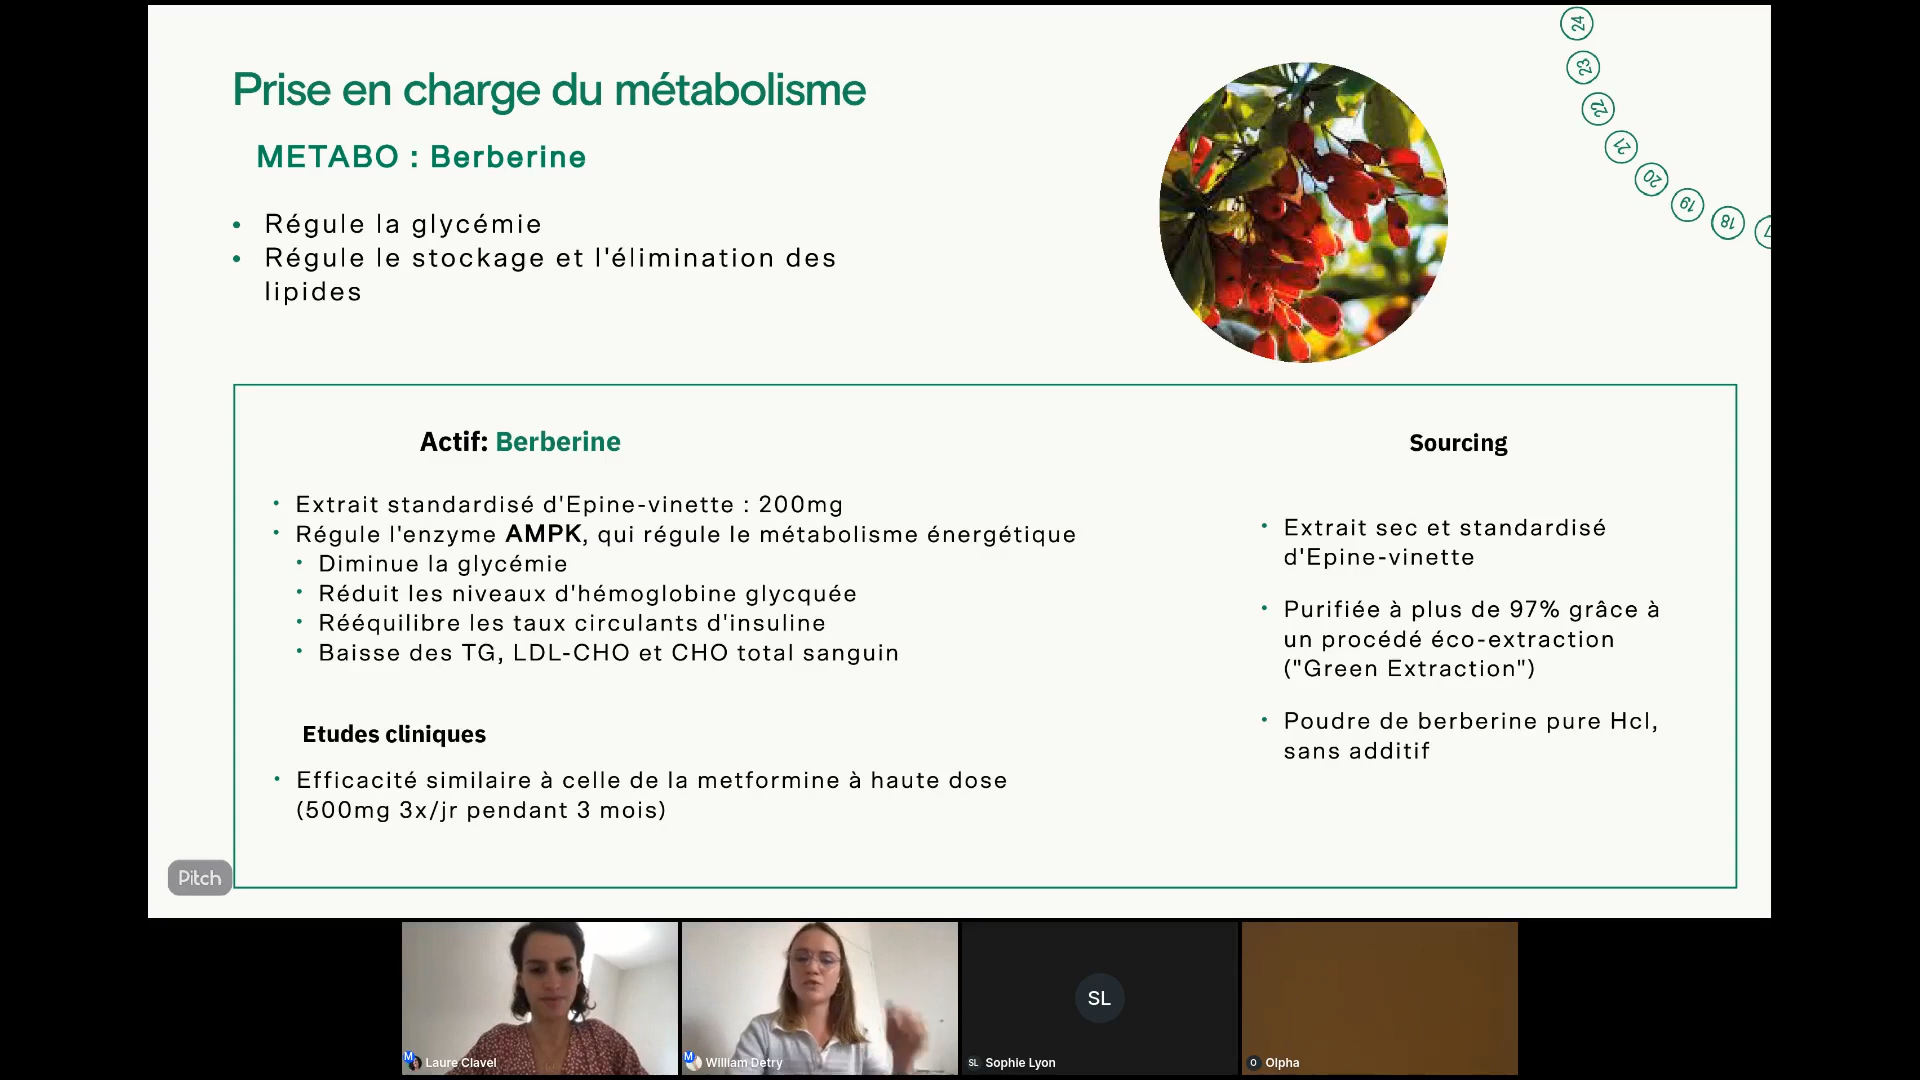 Prise en charge du métabolisme
METABO : Berberine
• Régule la glycémie
• Régule le stockage et l'élimination des
lipides
24
23
22
21
20
19
18
Actif: Berberine
• Extrait standardisé d'Epine-vinette : 200mg
• Régule l'enzyme AMPK, qui régule le métabolisme énergétique
• Diminue la glycémie
• Réduit les niveaux d'hémoglobine glycquée
• Rééquilibre les taux circulants d'insuline
• Baisse des TG, LDL-CHO et CHO total sanguin
Etudes cliniques
• Efficacité similaire à celle de la metformine à haute dose
(500mg 3x/jr pendant 3 mois)
Sourcing
• Extrait sec et standardisé
d'Epine-vinette
• Purifiée à plus de 97% grâce à
un procédé éco-extraction
("Green Extraction")
• Poudre de berberine pure Hcl,
sans additif
Pitch
M Laure Clavel
M William Detry
SL
SL Sophie Lyon
O Olpha